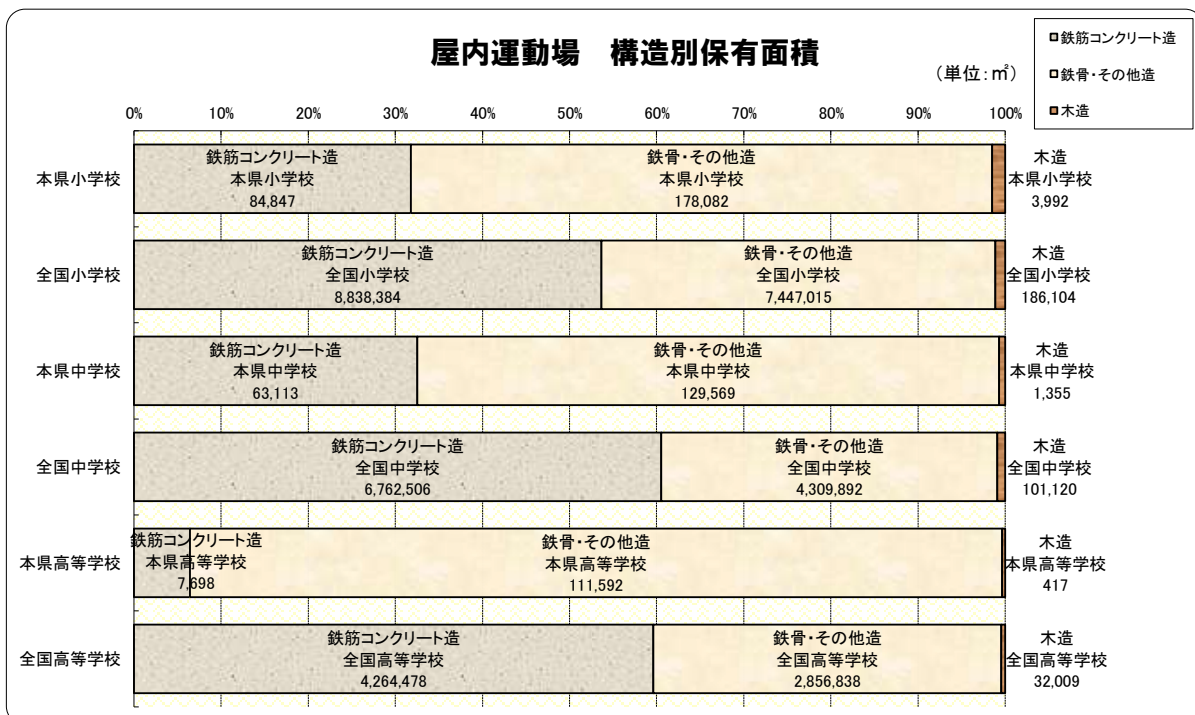 屋内運動場 構造別保有面積
（単位：㎡）
鉄筋コンクリート造
鉄骨・その他造
木造
0% 10% 20% 30% 40% 50% 60% 70% 80% 90% 100%
本県小学校
鉄筋コンクリート造
本県小学校
84,847
鉄骨・その他造
本県小学校
178,082
木造
本県小学校
3,992
全国小学校
鉄筋コンクリート造
全国小学校
8,838,384
鉄骨・その他造
全国小学校
7,447,015
木造
全国小学校
186,104
本県中学校
鉄筋コンクリート造
本県中学校
63,113
鉄骨・その他造
本県中学校
129,569
木造
本県中学校
1,355
全国中学校
鉄筋コンクリート造
全国中学校
6,762,506
鉄骨・その他造
全国中学校
4,309,892
木造
全国中学校
101,120
本県高等学校
鉄筋コンクリート造
本県高等学校
7,698
鉄骨・その他造
本県高等学校
111,592
木造
本県高等学校
417
全国高等学校
鉄筋コンクリート造
全国高等学校
4,264,478
鉄骨・その他造
全国高等学校
2,856,838
木造
全国高等学校
32,009